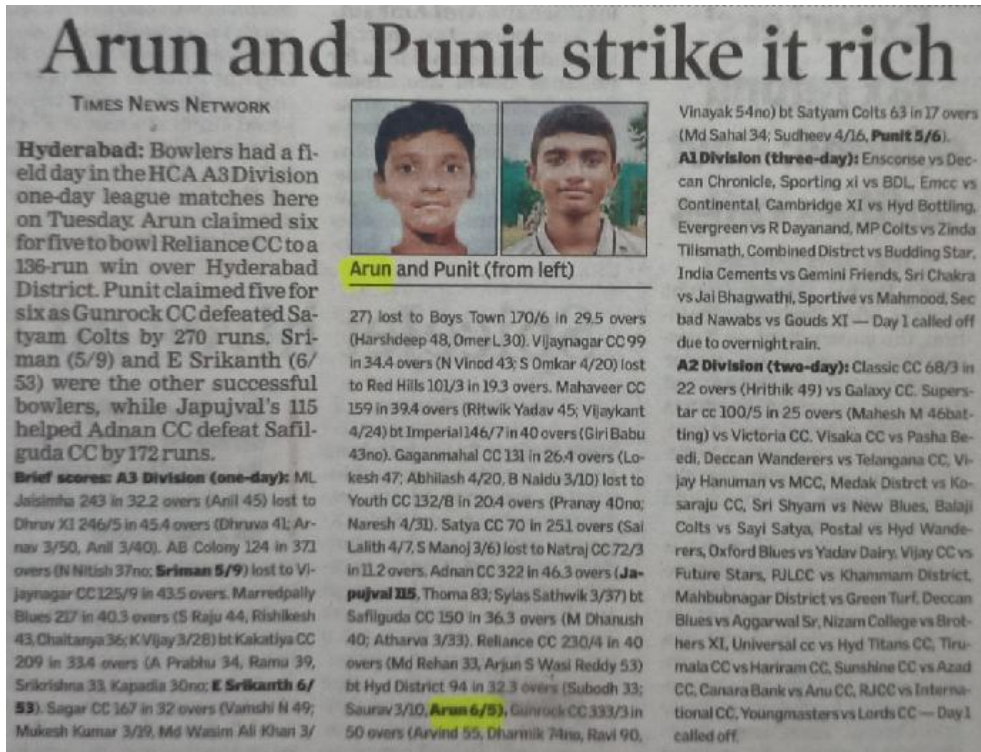 Arun and Punit strike it rich
TIMES NEWS NETWORK
Hyderabad: Bowlers had a fi-
eld day in the HCA A3 Division
one-day league matches here
on Tuesday. Arun claimed six
for five to bowl Reliance CC to a
136-run win over Hyderabad
District. Punit claimed five for
six as Gunrock CC defeated Sa-
tyam Colts by 270 runs. Sri-
man (5/9) and E Srikanth (6/
53) were the other successful
bowlers, while Japujval's 115
helped Adnan CC defeat Safil-
guda CC by 172 runs.
Brief scores: A3 Division (one-day): ML
Jaisimha 243 in 32.2 overs (Anil 45) lost to
Dhruv XI 246/5 in 45.4 overs (Dhruva 41; Ar-
nav 3/50, Anil 3/40). AB Colony 124 in 37.1
overs (N Nitish 37no; Sriman 5/9) lost to Vi-
jaynagar CC 125/9 in 43.5 overs. Marredpally
Blues 217 in 40.3 overs (S Raju 44, Rishikesh
43, Chaitanya 36; K Vijay 3/28) bt Kakatiya CC
209 in 33.4 overs (A Prabhu 34, Ramu 39,
Srikrishna 33, Kapadia 30no; E Srikanth 6/
53). Sagar CC 167 in 32 overs (Vamshi N 49;
Mukesh Kumar 3/19, Md Wasim Ali Khan 3/
Arun and Punit (from left)
27) lost to Boys Town 170/6 in 29.5 overs
(Harshdeep 48, Omer L 30). Vijaynagar CC 99
in 34.4 overs (N Vinod 43; S Omkar 4/20) lost
to Red Hills 101/3 in 19.3 overs. Mahaveer CC
159 in 39.4 overs (Ritwik Yadav 45; Vijaykant
4/24) bt Imperial 146/7 in 40 overs (Giri Babu
43no). Gaganmahal CC 131 in 26.4 overs (Lo-
kesh 47; Abhilash 4/20, B Naidu 3/10) lost to
Youth CC 132/8 in 20.4 overs (Pranay 40no;
Naresh 4/31). Satya CC 70 in 25.1 overs (Sai
Lalith 4/7, S Manoj 3/6) lost to Natraj CC 72/3
in 11.2 overs. Adnan CC 322 in 46.3 overs (Ja-
pujval 115, Thoma 83; Sylas Sathwik 3/37) bt
Safilguda CC 150 in 36.3 overs (M Dhanush
40; Atharva 3/33). Reliance CC 230/4 in 40
overs (Md Rehan 33, Arjun S Wasi Reddy 53)
bt Hyd District 94 in 32.3 overs (Subodh 33;
Saurav 3/10, Arun 6/5). Gunrock CC 333/3 in
50 overs (Arvind 55, Dharmik 74no, Ravi 90,
Vinayak 54no) bt Satyam Colts 63 in 17 overs
(Md Sahal 34; Sudheev 4/16, Punit 5/6).
A1 Division (three-day): Ensconse vs Dec-
can Chronicle, Sporting xi vs BDL, Emcc vs
Continental, Cambridge XI vs Hyd Bottling,
Evergreen vs R Dayanand, MP Colts vs Zinda
Tilismath, Combined Distrct vs Budding Star,
India Cements vs Gemini Friends, Sri Chakra
vs Jai Bhagwathi, Sportive vs Mahmood, Sec
bad Nawabs vs Gouds XI — Day 1 called off
due to overnight rain.
A2 Division (two-day): Classic CC 68/3 in
22 overs (Hrithik 49) vs Galaxy CC. Supers-
tar cc 100/5 in 25 overs (Mahesh M 46bat-
ting) vs Victoria CC. Visaka CC vs Pasha Be-
edi, Deccan Wanderers vs Telangana CC, Vi-
jay Hanuman vs MCC, Medak Distrct vs Ko-
saraju CC, Sri Shyam vs New Blues, Balaji
Colts vs Sayi Satya, Postal vs Hyd Wande-
rers, Oxford Blues vs Yadav Dairy, Vijay CC vs
Future Stars, PJLCC vs Khammam District,
Mahbubnagar District vs Green Turf, Deccan
Blues vs Aggarwal Sr, Nizam College vs Brot-
hers XI, Universal cc vs Hyd Titans CC, Tiru-
mala CC vs Hariram CC, Sunshine CC vs Azad
CC, Canara Bank vs Anu CC, RJCC vs Interna-
tional CC, Youngmasters vs Lords CC — Day 1
called off.